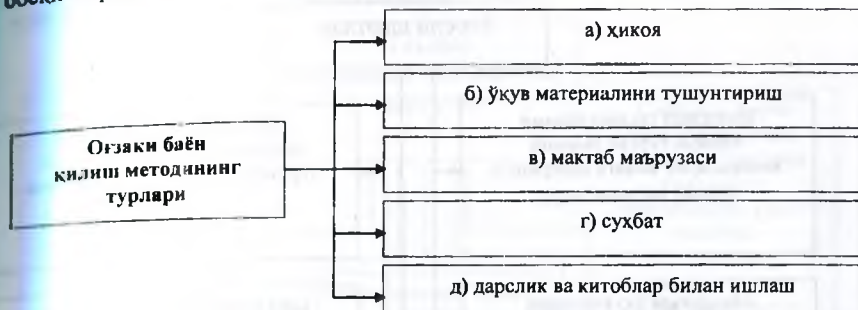 Оғзаки баён
қилиш методининг
турлари
а) ҳикоя
б) ўқув материалини тушунтириш
в) мактаб маърузаси
г) суҳбат
д) дарслик ва китоблар билан ишлаш